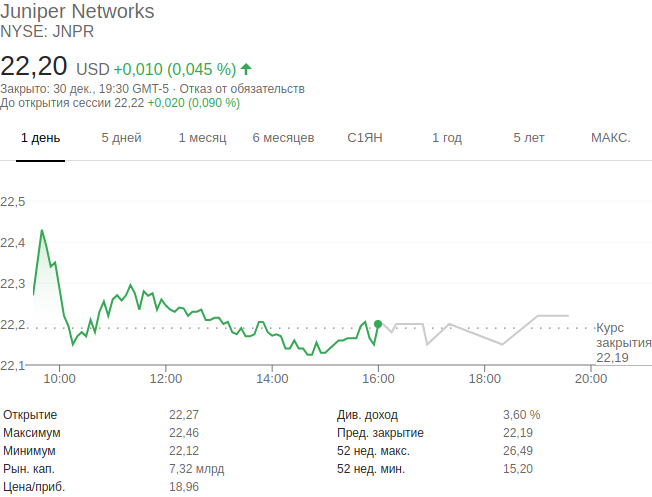 Juniper Networks
NYSE: JNPR
22,20 USD +0,010 (0,045 %)
Закрыто: 30 дек., 19:30 GMT-5 · Отказ от обязательств
До открытия сессии 22,22 +0,020 (0,090 %)
1 день 5 дней 1 месяц 6 месяцев С1ЯН 1 год 5 лет МАКС.
22,5
22,4
22,3
22,2
22,1
Курс
закрытия
22,19
10:00 12:00 14:00 16:00 18:00 20:00
Открытие 22,27 Див. доход 3,60 %
Максимум 22,46 Пред. закрытие 22,19
Минимум 22,12 52 нед. макс. 26,49
Рын. кап. 7,32 млрд 52 нед. мин. 15,20
Цена/приб. 18,96